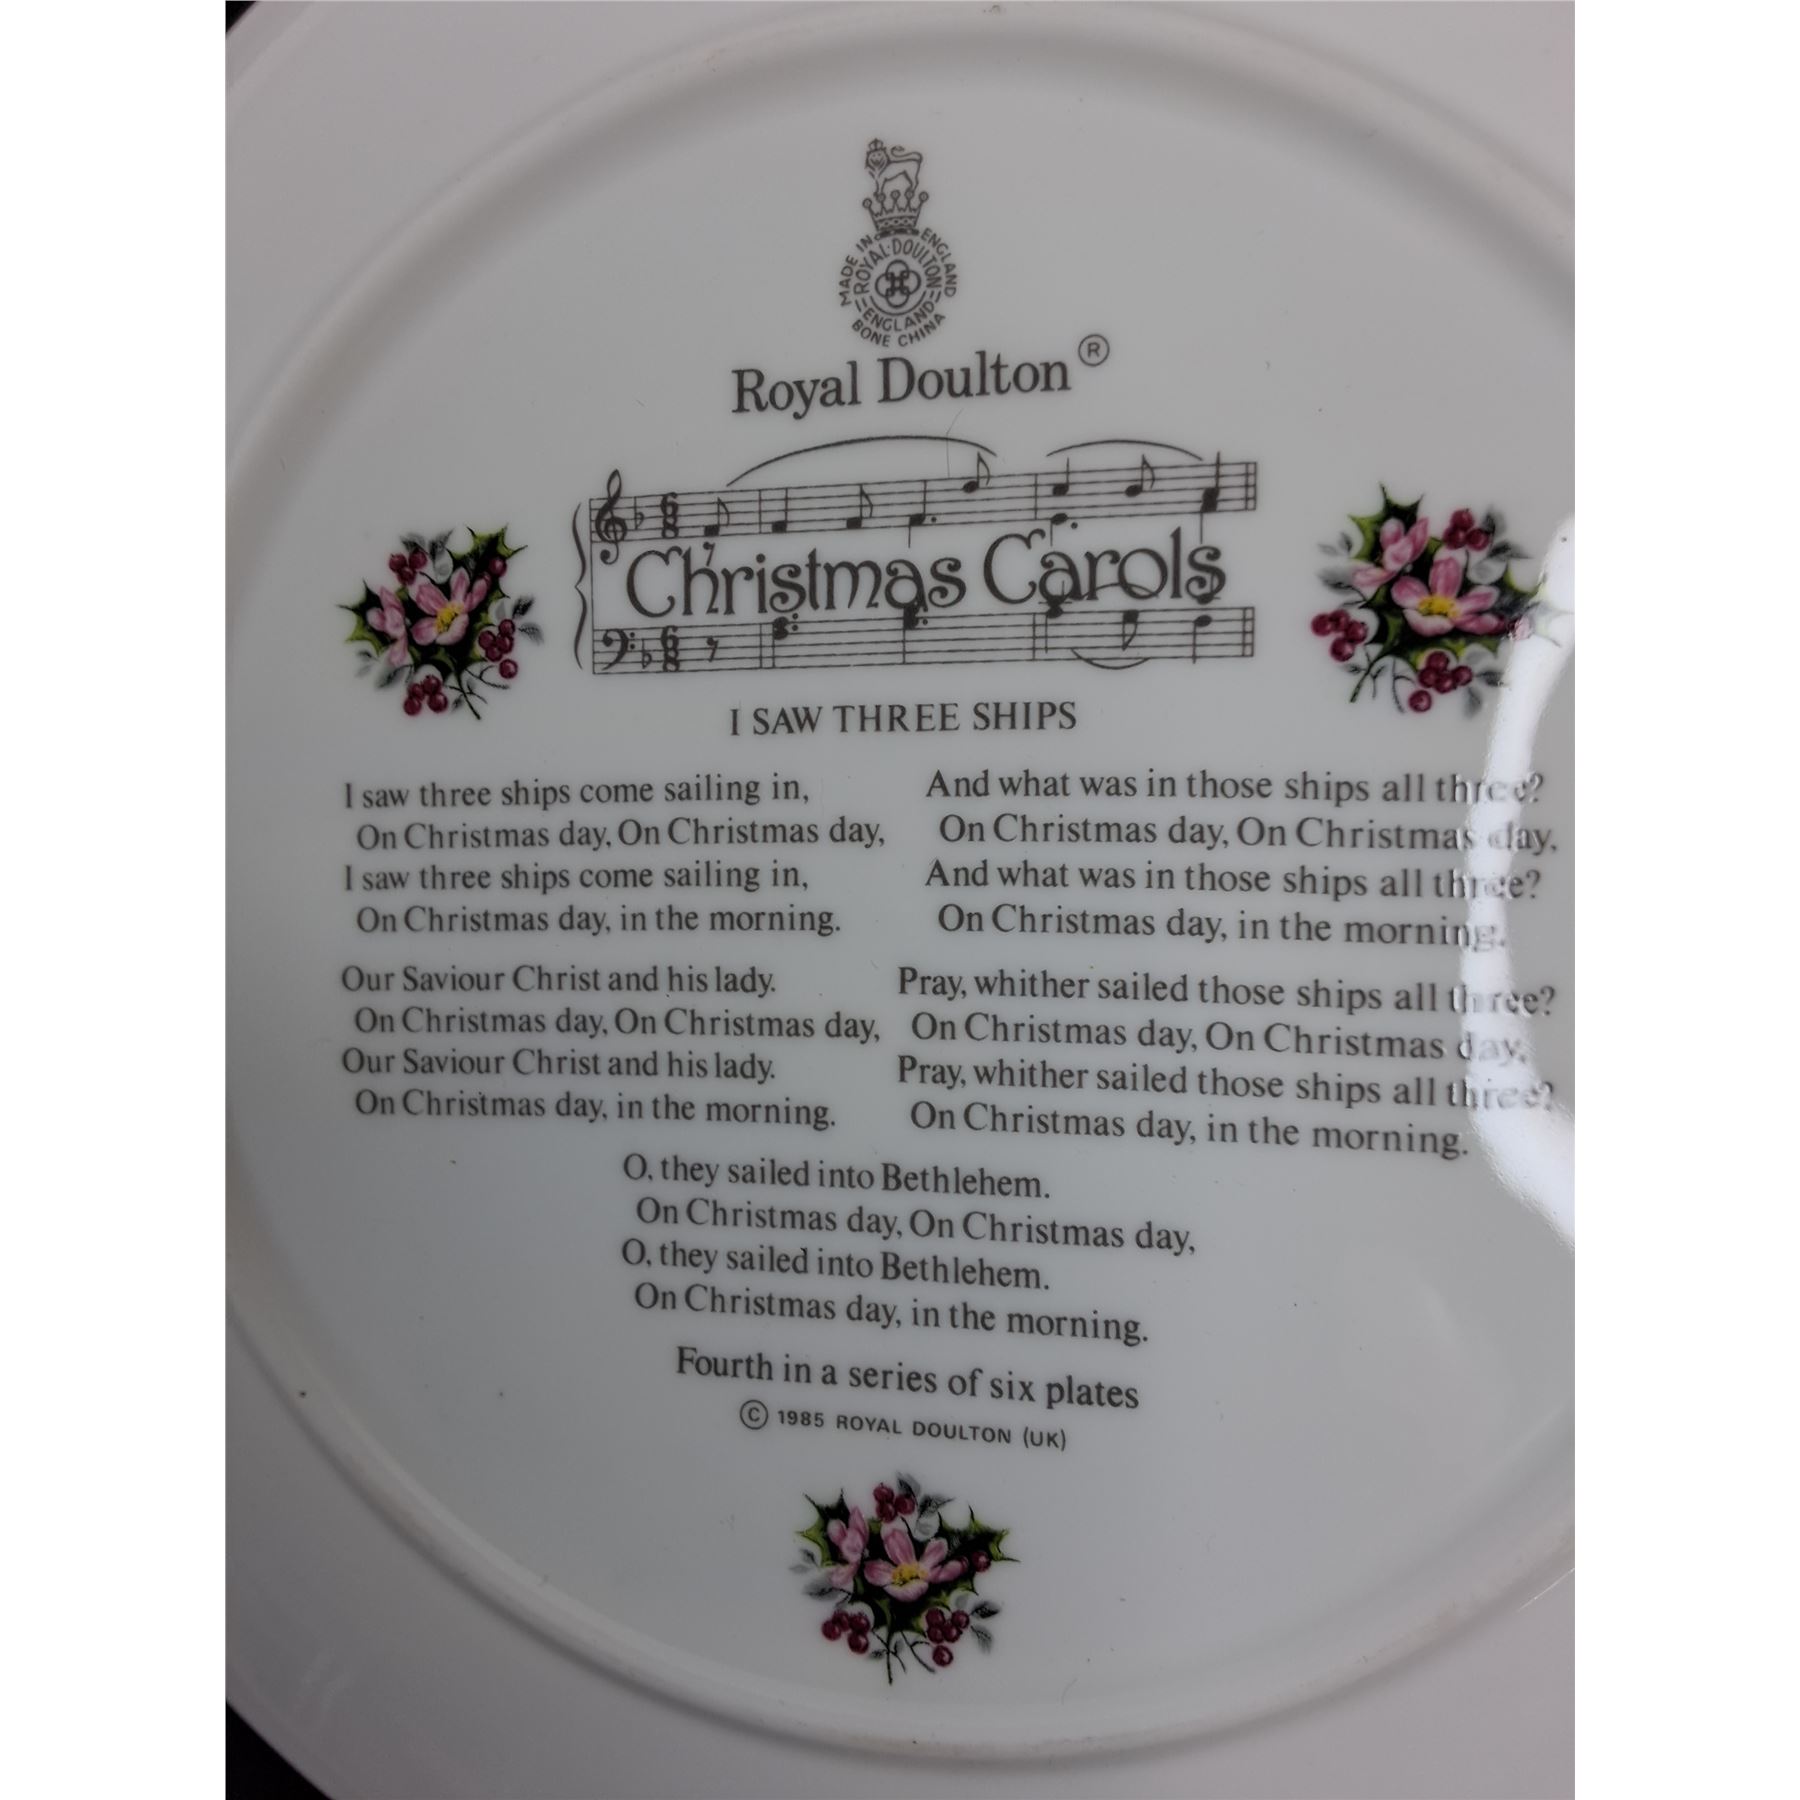 MADE IN ENGLAND
ROYAL·DOULTON
ENGLAND
BONE CHINA
Royal Doulton®
Christmas Carols
I SAW THREE SHIPS
I saw three ships come sailing in,
On Christmas day, On Christmas day,
I saw three ships come sailing in,
On Christmas day, in the morning.
Our Saviour Christ and his lady.
On Christmas day, On Christmas day,
Our Saviour Christ and his lady.
On Christmas day, in the morning.
And what was in those ships all three?
On Christmas day, On Christmas day,
And what was in those ships all three?
On Christmas day, in the morning.
Pray, whither sailed those ships all three?
On Christmas day, On Christmas day,
Pray, whither sailed those ships all three?
On Christmas day, in the morning.
O, they sailed into Bethlehem.
On Christmas day, On Christmas day,
O, they sailed into Bethlehem.
On Christmas day, in the morning.
Fourth in a series of six plates
© 1985 ROYAL DOULTON (UK)